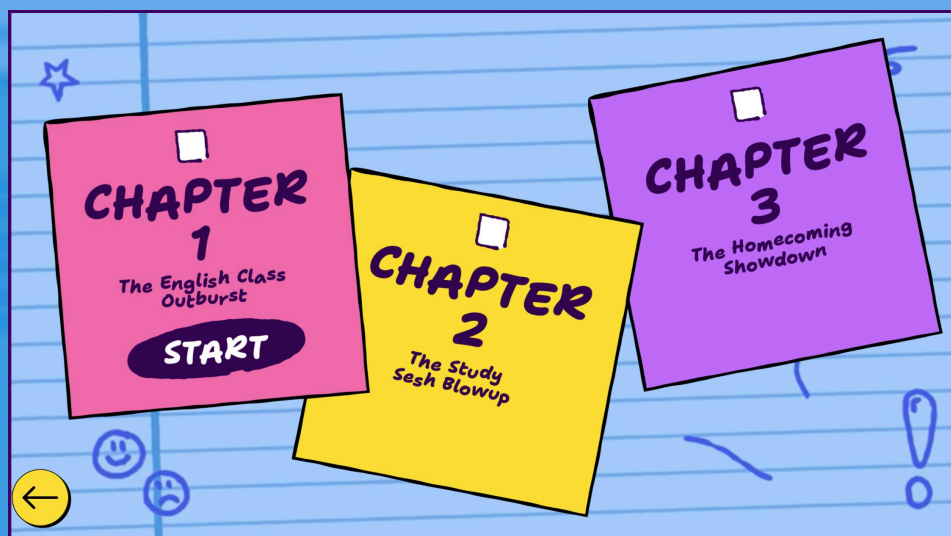 CHAPTER
1
The English Class
Outburst
START
CHAPTER
2
The Study
Sesh Blowup
CHAPTER
3
The Homecoming
Showdown